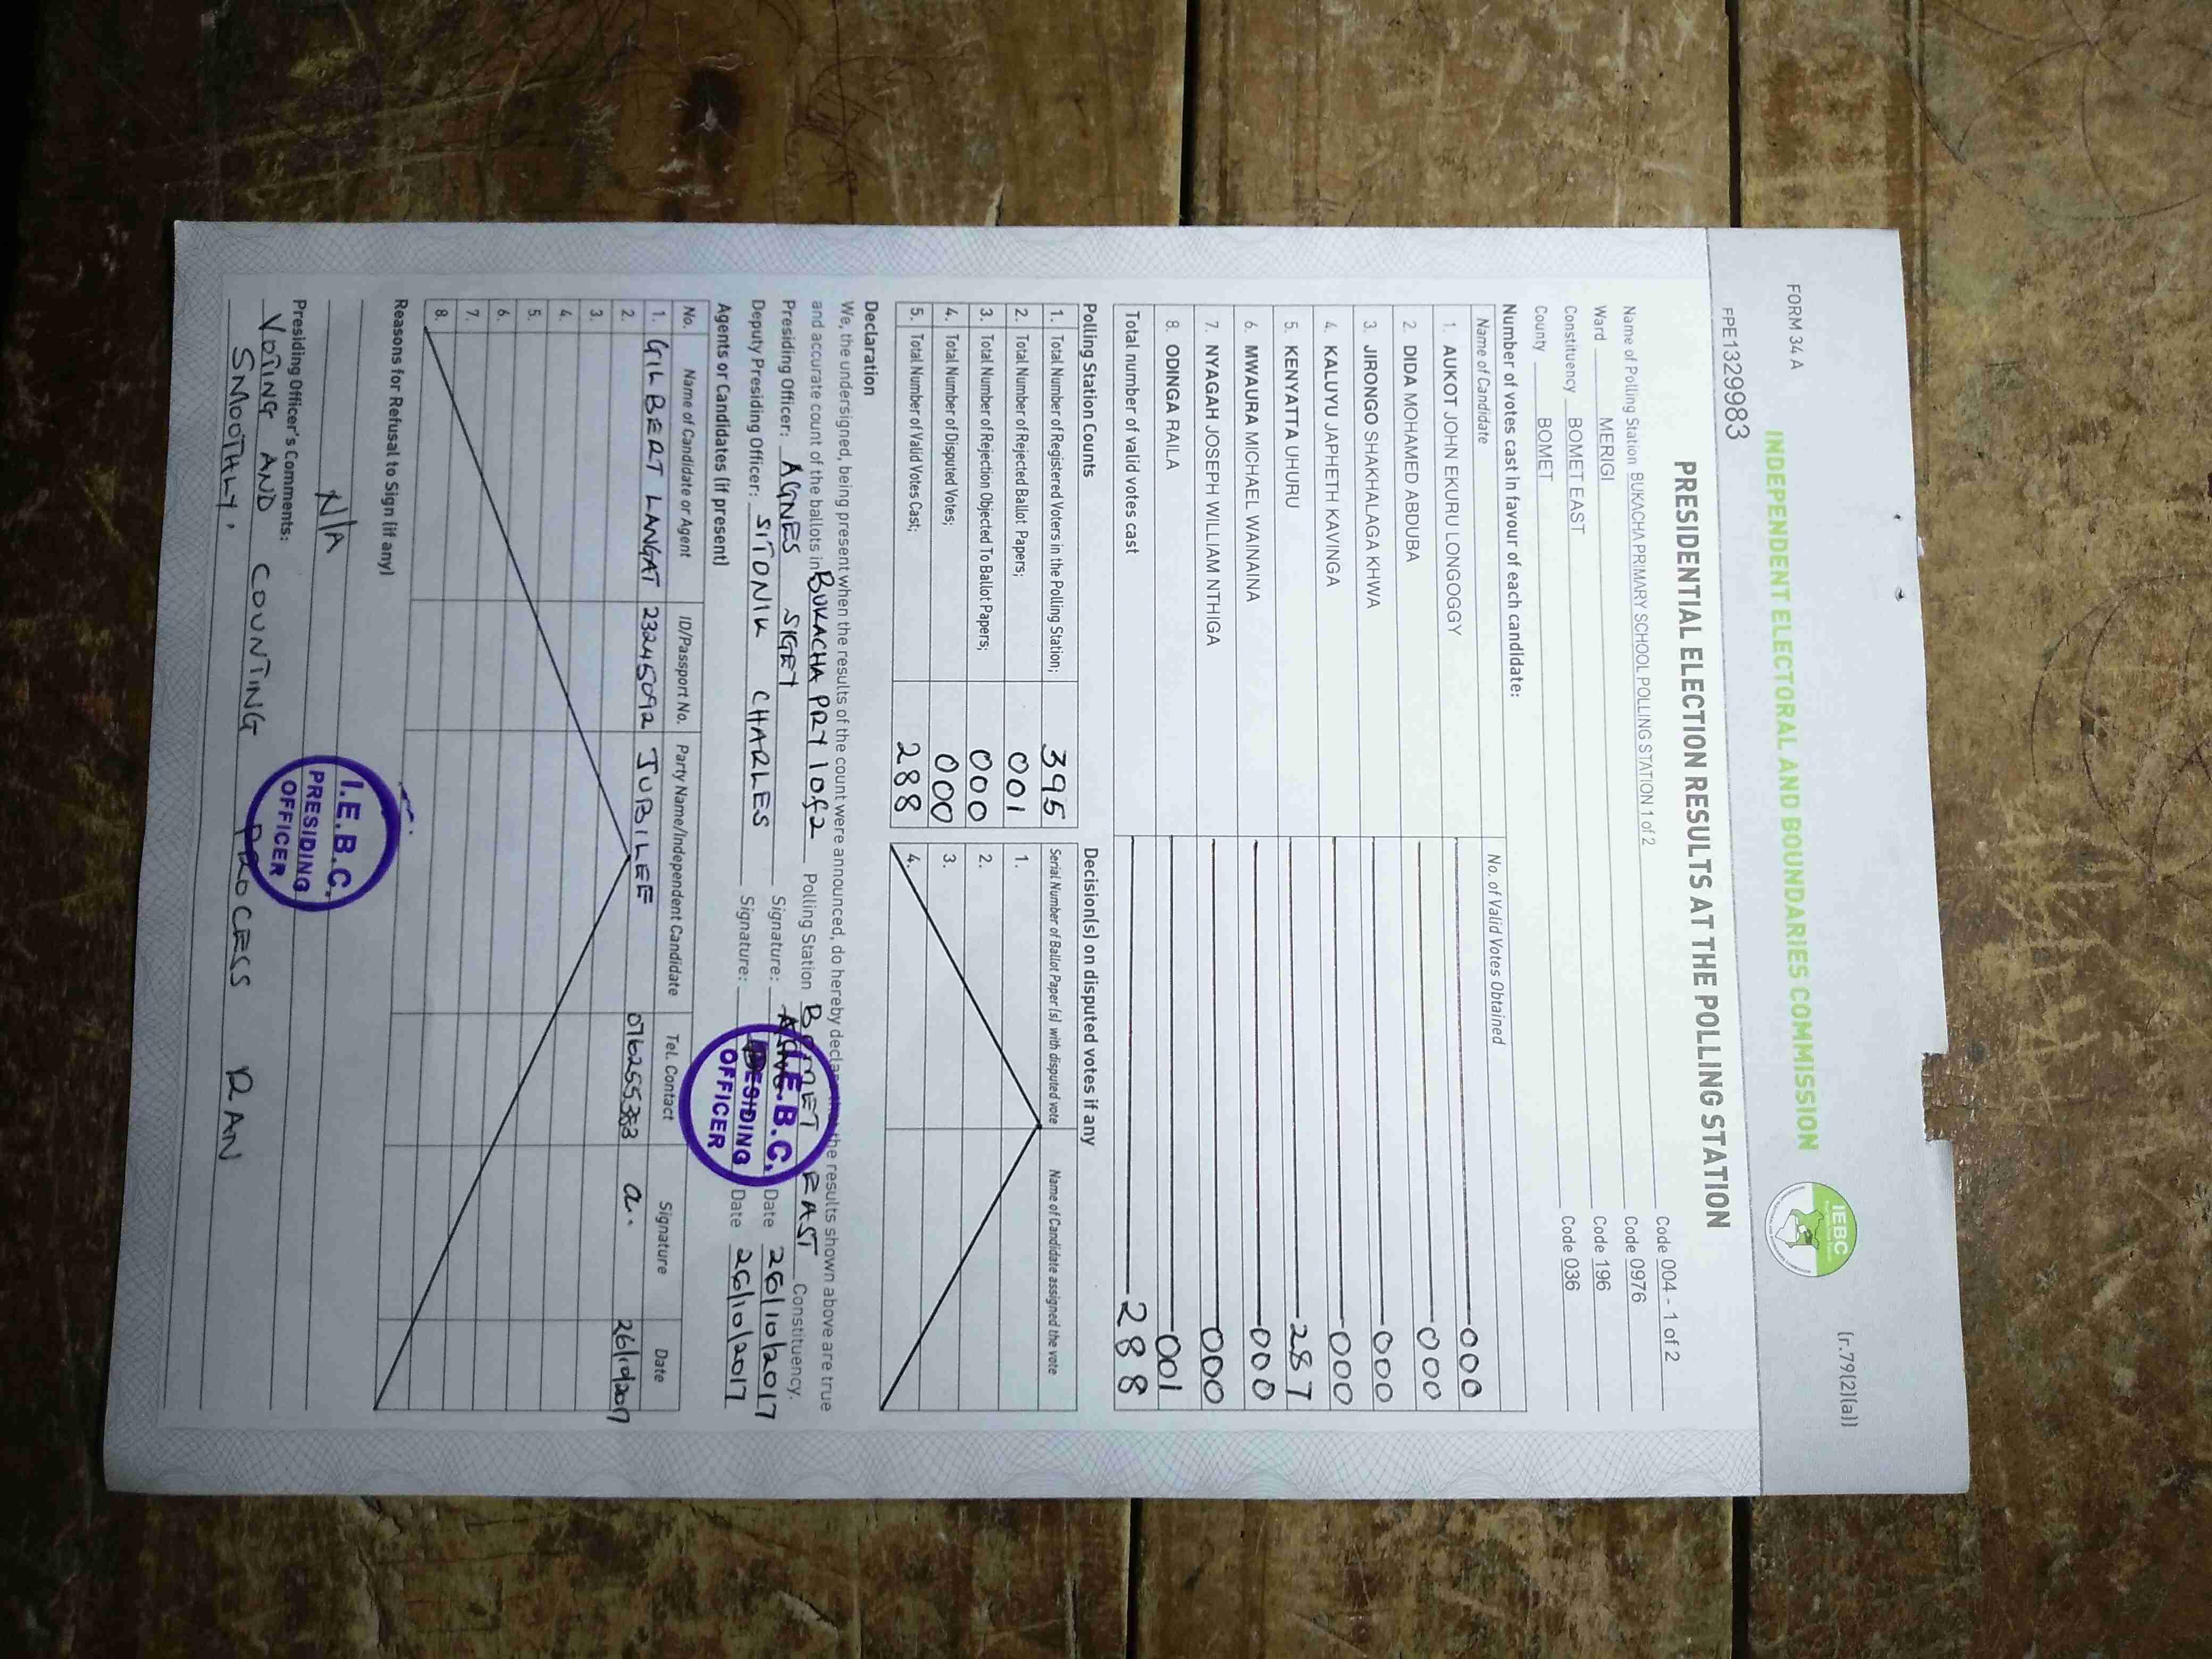 FORM 34 A
(r.79(2)(a))
INDEPENDENT ELECTORAL AND BOUNDARIES COMMISSION
IEBC
FPE1329983
PRESIDENTIAL ELECTION RESULTS AT THE POLLING STATION
Name of Polling Station BUKACHA PRIMARY SCHOOL POLLING STATION 1 of 2 Code 004 - 1 of 2
Code 0976
Ward MERIGI Code 196
Constituency BOMET EAST Code 036
County BOMET
Number of votes cast in favour of each candidate:
Name of Candidate No. of Valid Votes Obtained
1. AUKOT JOHN EKURU LONGOGGY 000
2. DIDA MOHAMED ABDUBA 000
3. JIRONGO SHAKHALAGA KHWA 000
4. KALUYU JAPHETH KAVINGA 000
5. KENYATTA UHURU 287
6. MWAURA MICHAEL WAINAINA 000
7. NYAGAH JOSEPH WILLIAM NTHIGA 000
8. ODINGA RAILA 001
Total number of valid votes cast 288
Polling Station Counts
1. Total Number of Registered Voters in the Polling Station; 395
2. Total Number of Rejected Ballot Papers; 001
3. Total Number of Rejection Objected To Ballot Papers; 000
4. Total Number of Disputed Votes; 000
5. Total Number of Valid Votes Cast; 288
Decision(s) on disputed votes if any
Serial Number of Ballot Paper(s) with disputed vote Name of Candidate assigned the vote
1.
2.
3.
4.
Declaration
We, the undersigned, being present when the results of the count were announced, do hereby declare that the results shown above are true
and accurate count of the ballots in BUKACHA PRY 1 of 2 Polling Station BOMET EAST Constituency.
Presiding Officer: AGNES SIGEY Signature: Date 26/10/2017
Deputy Presiding Officer: SITONIK CHARLES Signature: Date 26/10/2017
I.E.B.C.
PRESIDING
OFFICER
Agents or Candidates (if present)
No. Name of Candidate or Agent ID/Passport No. Party Name/Independent Candidate Tel. Contact Signature Date
1. GILBERT LANGAT 23245092 JUBILEE 26/10/2017
2.
3.
4.
5.
6.
7.
8.
Reasons for Refusal to Sign (if any)
N/A
I.E.B.C.
PRESIDING
OFFICER
Presiding Officer's Comments:
VOTING AND COUNTING PROCESS RAN
SMOOTHLY.